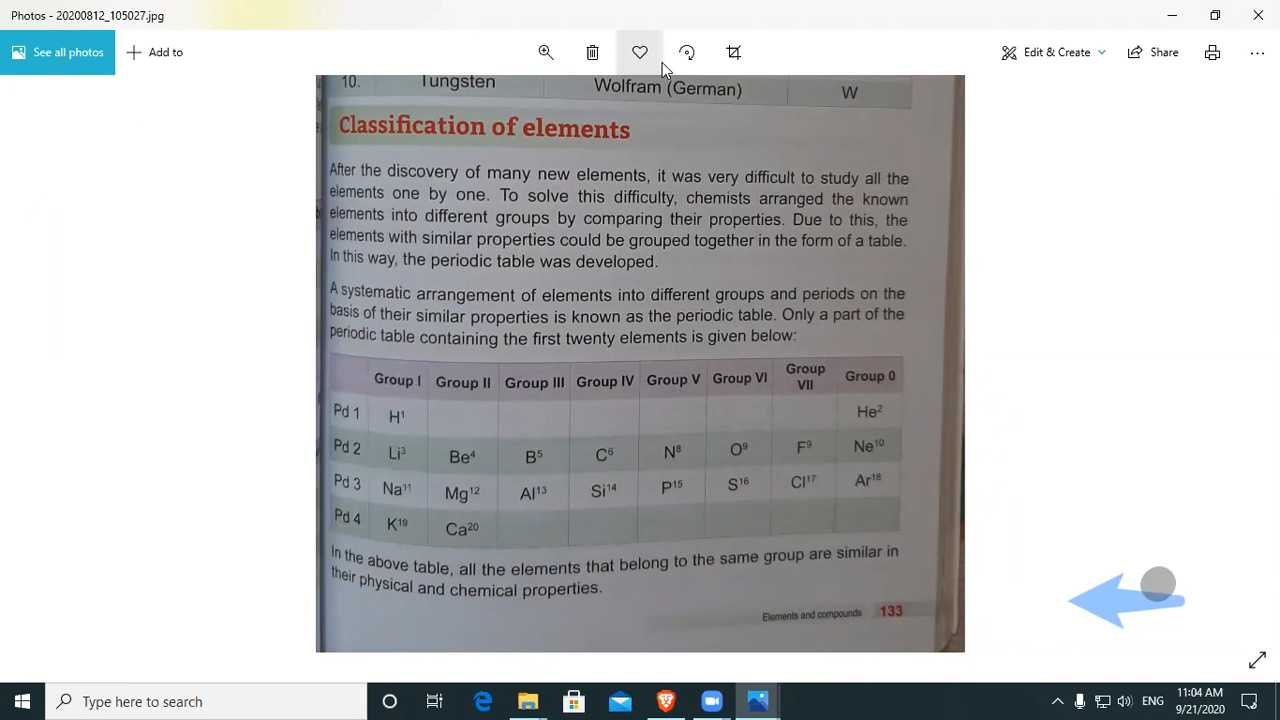 Photos - 20200812_105027.jpg
See all photos
Add to
Edit & Create
Share
10. Tungsten Wolfram (German) W
Classification of elements
After the discovery of many new elements, it was very difficult to study all the
elements one by one. To solve this difficulty, chemists arranged the known
elements into different groups by comparing their properties. Due to this, the
elements with similar properties could be grouped together in the form of a table.
In this way, the periodic table was developed.
A systematic arrangement of elements into different groups and periods on the
basis of their similar properties is known as the periodic table. Only a part of the
periodic table containing the first twenty elements is given below:
Group I Group II Group III Group IV Group V Group VI Group VII Group 0
Pd 1 H¹ He²
Pd 2 Li³ Be⁴ B⁵ C⁶ N⁸ O⁹ F⁹ Ne¹⁰
Pd 3 Na¹¹ Mg¹² Al¹³ Si¹⁴ P¹⁵ S¹⁶ Cl¹⁷ Ar¹⁸
Pd 4 K¹⁹ Ca²⁰
In the above table, all the elements that belong to the same group are similar in
their physical and chemical properties.
Elements and compounds 133
Type here to search
ENG
11:04 AM
9/21/2020